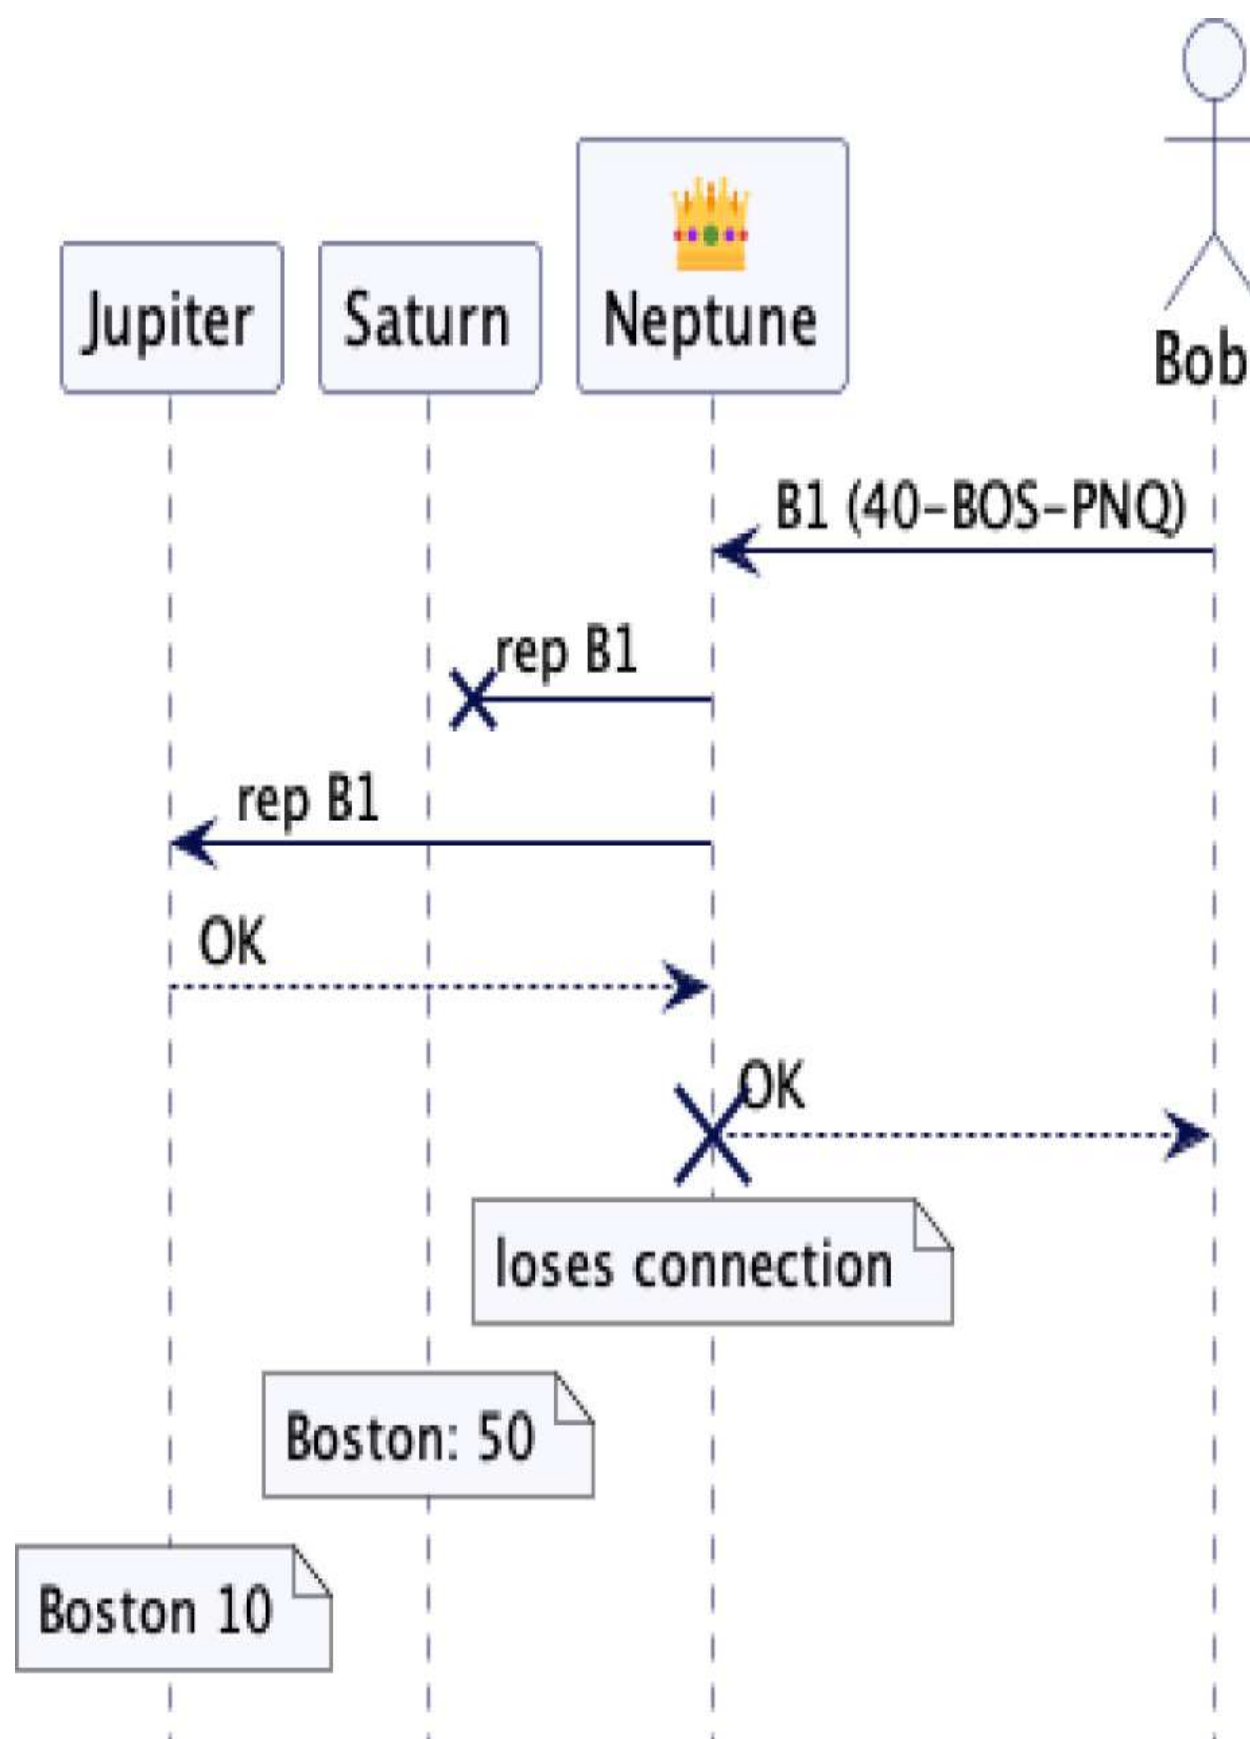 Jupiter
Saturn
Neptune
Bob
B1 (40-BOS-PNQ)
rep B1
rep B1
OK
OK
loses connection
Boston: 50
Boston 10